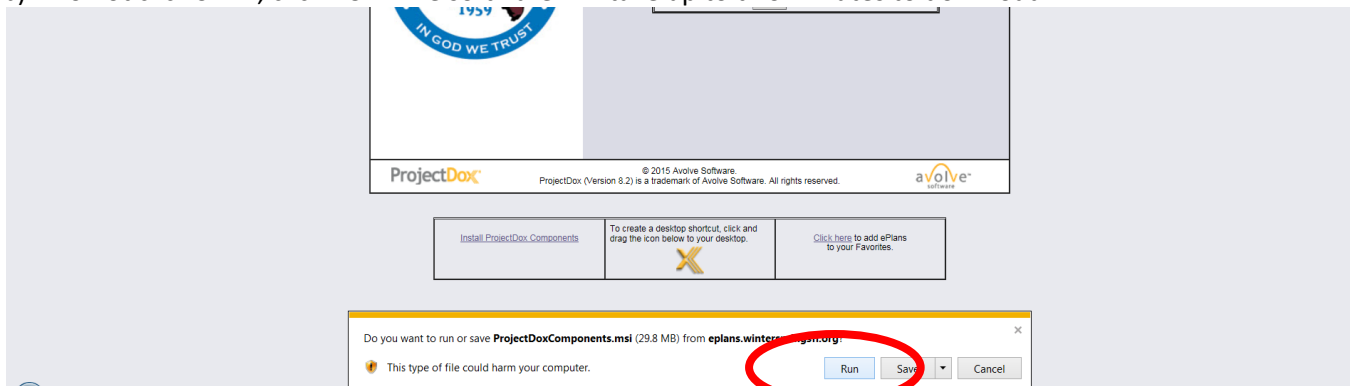 1959
IN GOD WE TRUST
ProjectDox
© 2015 Avolve Software.
ProjectDox (Version 8.2) is a trademark of Avolve Software. All rights reserved.
avolve software
Install ProjectDox Components
To create a desktop shortcut, click and
drag the icon below to your desktop.
Click here to add ePlans
to your Favorites.
Do you want to run or save ProjectDoxComponents.msi (29.8 MB) from
This type of file could harm your computer.
Run
Save
Cancel